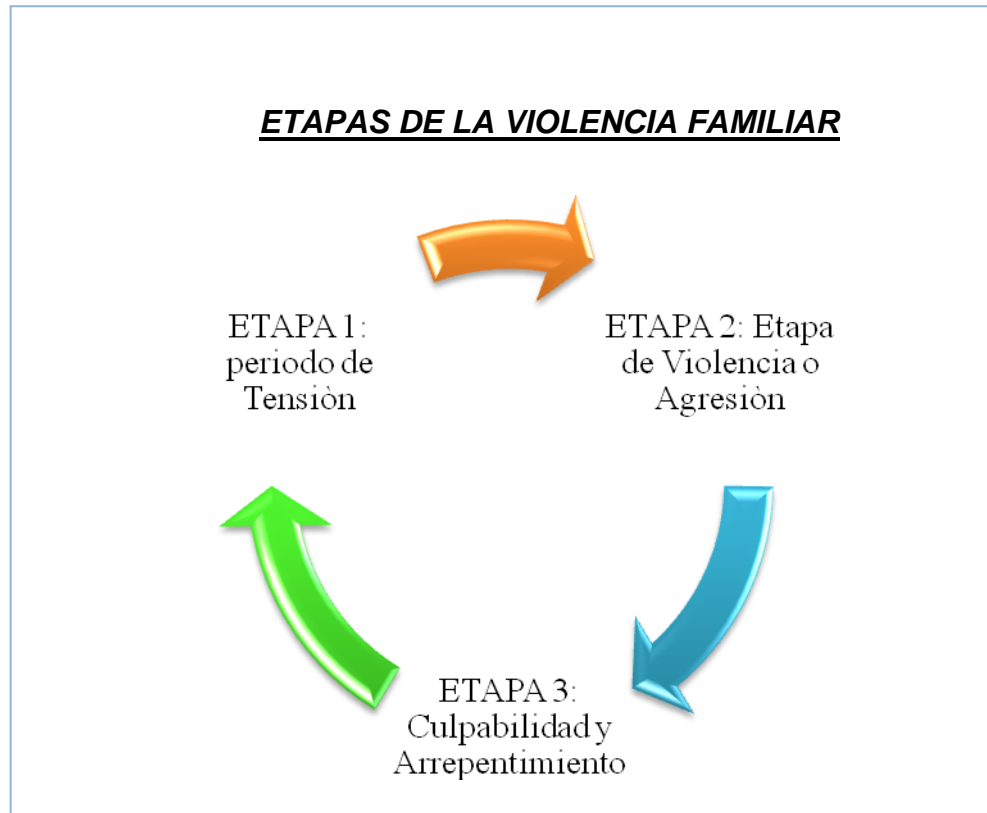 ETAPAS DE LA VIOLENCIA FAMILIAR
ETAPA 1:
periodo de
Tensiòn
ETAPA 2: Etapa
de Violencia o
Agresiòn
ETAPA 3:
Culpabilidad y
Arrepentimiento